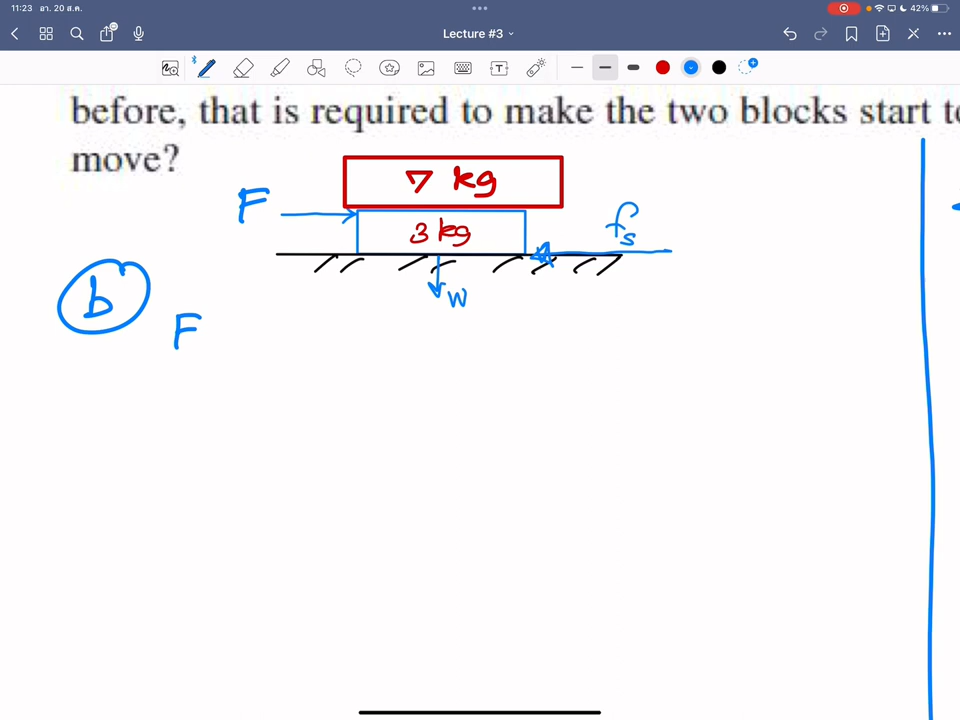 11:23 อา. 20 ส.ค.
42%
Lecture #3
before, that is required to make the two blocks start to
move?
7 kg
F
3 kg
fs
W
b
F